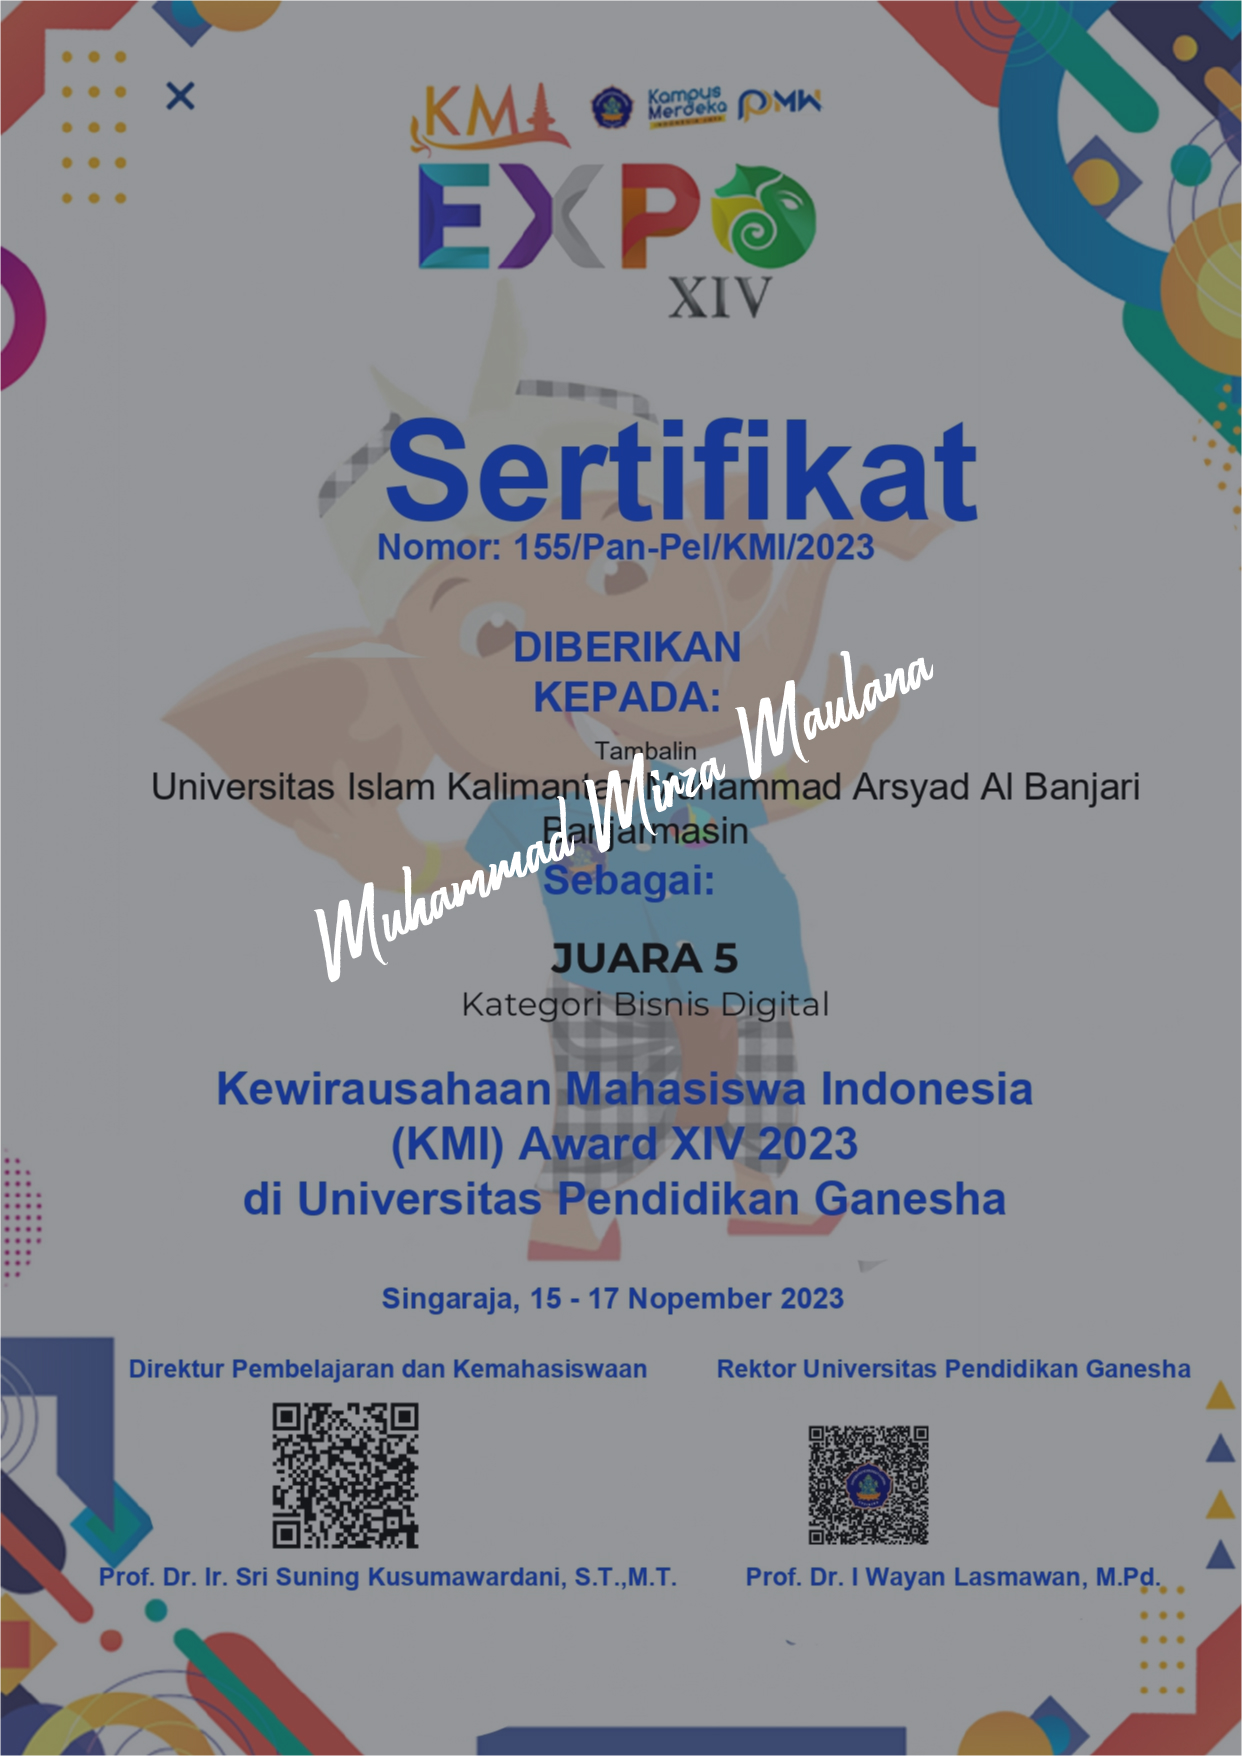 KMI
Kampus
Merdeka
INDONESIA JAYA
PMW
EXPO
XIV
Sertifikat
Nomor: 155/Pan-Pel/KMI/2023
DIBERIKAN
KEPADA:
Tambalin
Universitas Islam Kalimantan Muhammad Arsyad Al Banjari
Banjarmasin
Muhammad Mirza Maulana
Sebagai:
JUARA 5
Kategori Bisnis Digital
Kewirausahaan Mahasiswa Indonesia
(KMI) Award XIV 2023
di Universitas Pendidikan Ganesha
Singaraja, 15 - 17 Nopember 2023
Direktur Pembelajaran dan Kemahasiswaan
Rektor Universitas Pendidikan Ganesha
Prof. Dr. Ir. Sri Suning Kusumawardani, S.T.,M.T.
Prof. Dr. I Wayan Lasmawan, M.Pd.